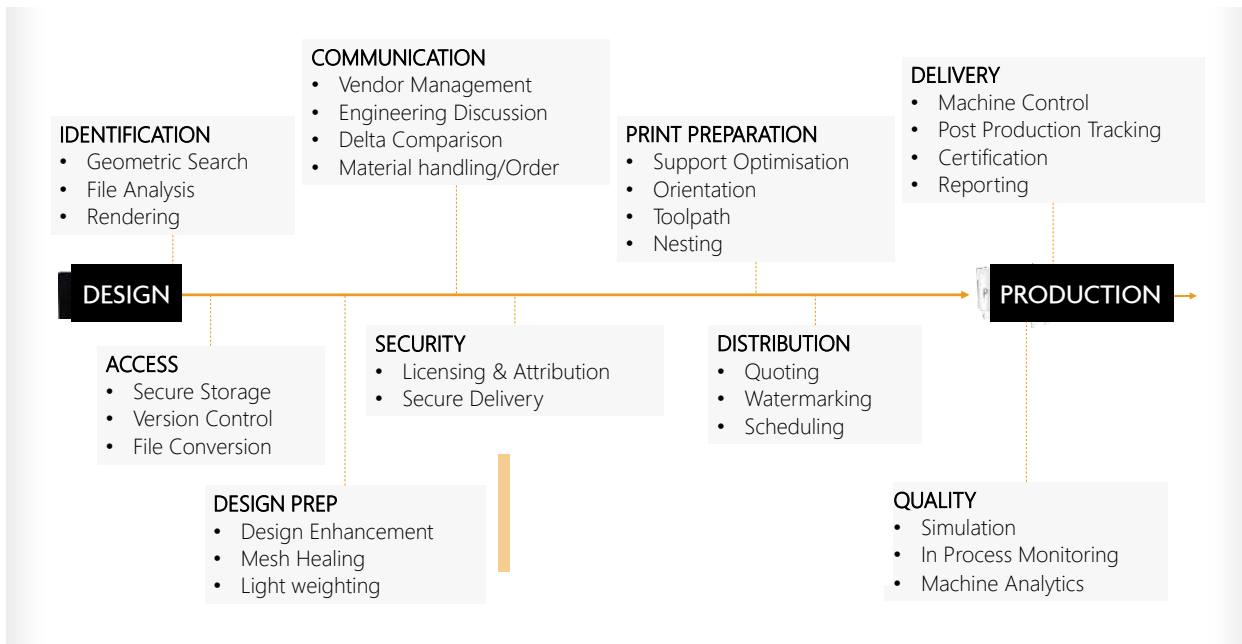 COMMUNICATION
• Vendor Management
• Engineering Discussion
• Delta Comparison
• Material handling/Order
DELIVERY
• Machine Control
• Post Production Tracking
• Certification
• Reporting
IDENTIFICATION
• Geometric Search
• File Analysis
• Rendering
PRINT PREPARATION
• Support Optimisation
• Orientation
• Toolpath
• Nesting
DESIGN
PRODUCTION
ACCESS
• Secure Storage
• Version Control
• File Conversion
SECURITY
• Licensing & Attribution
• Secure Delivery
DISTRIBUTION
• Quoting
• Watermarking
• Scheduling
DESIGN PREP
• Design Enhancement
• Mesh Healing
• Light weighting
QUALITY
• Simulation
• In Process Monitoring
• Machine Analytics